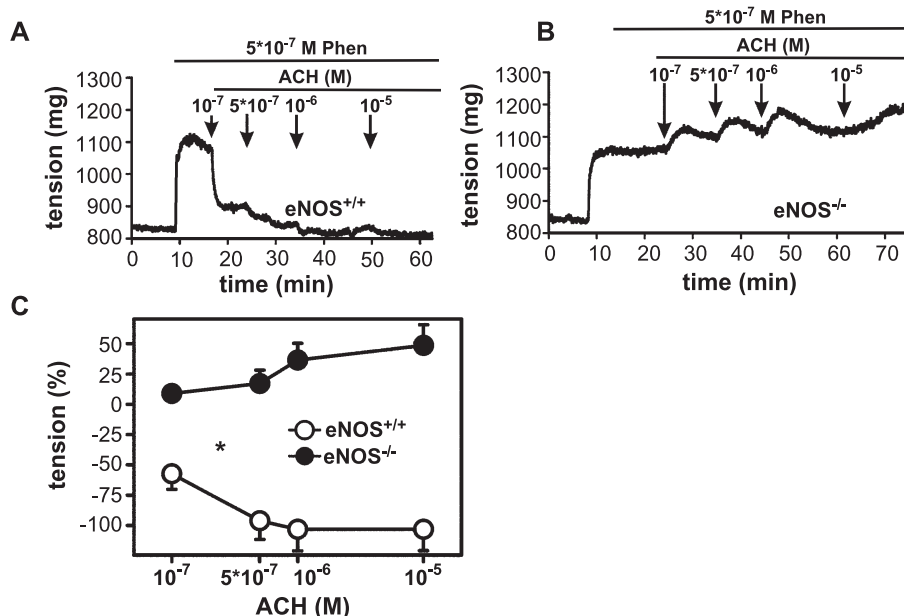 A
5*10⁻⁷ M Phen
ACH (M)
10⁻⁷ 5*10⁻⁷ 10⁻⁶ 10⁻⁵
tension (mg)
1300
1200
1100
1000
900
800
eNOS⁺/⁺
0 10 20 30 40 50 60
time (min)
B
5*10⁻⁷ M Phen
ACH (M)
10⁻⁷ 5*10⁻⁷ 10⁻⁶ 10⁻⁵
tension (mg)
1300
1200
1100
1000
900
800
eNOS⁻/⁻
0 10 20 30 40 50 60 70
time (min)
C
tension (%)
50
25
0
-25
-50
-75
-100
eNOS⁺/⁺
eNOS⁻/⁻
*
10⁻⁷ 5*10⁻⁷ 10⁻⁶ 10⁻⁵
ACH (M)